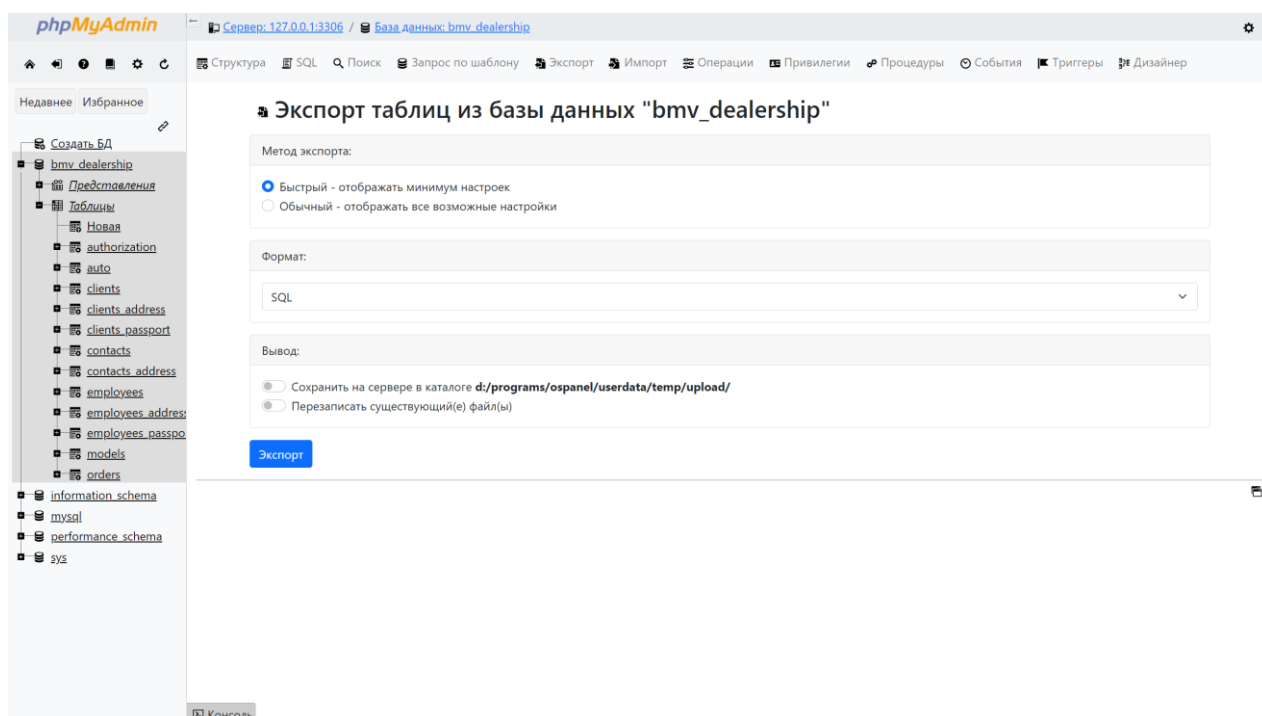 phpMyAdmin
Сервер: 127.0.0.1:3306 / База данных: bmv_dealership
Структура SQL Поиск Запрос по шаблону Экспорт Импорт Операции Привилегии Процедуры События Триггеры Дизайнер
Недавнее Избранное
Создать БД
bmv_dealership
Представления
Таблицы
Новая
authorization
auto
clients
clients_address
clients_passport
contacts
contacts_address
employees
employees_addres
employees_passpo
models
orders
information_schema
mysql
performance_schema
sys
Экспорт таблиц из базы данных "bmv_dealership"
Метод экспорта:
Быстрый - отображать минимум настроек
Обычный - отображать все возможные настройки
Формат:
SQL
Вывод:
Сохранить на сервере в каталоге d:/programs/ospanel/userdata/temp/upload/
Перезаписать существующий(е) файл(ы)
Экспорт
Консоль